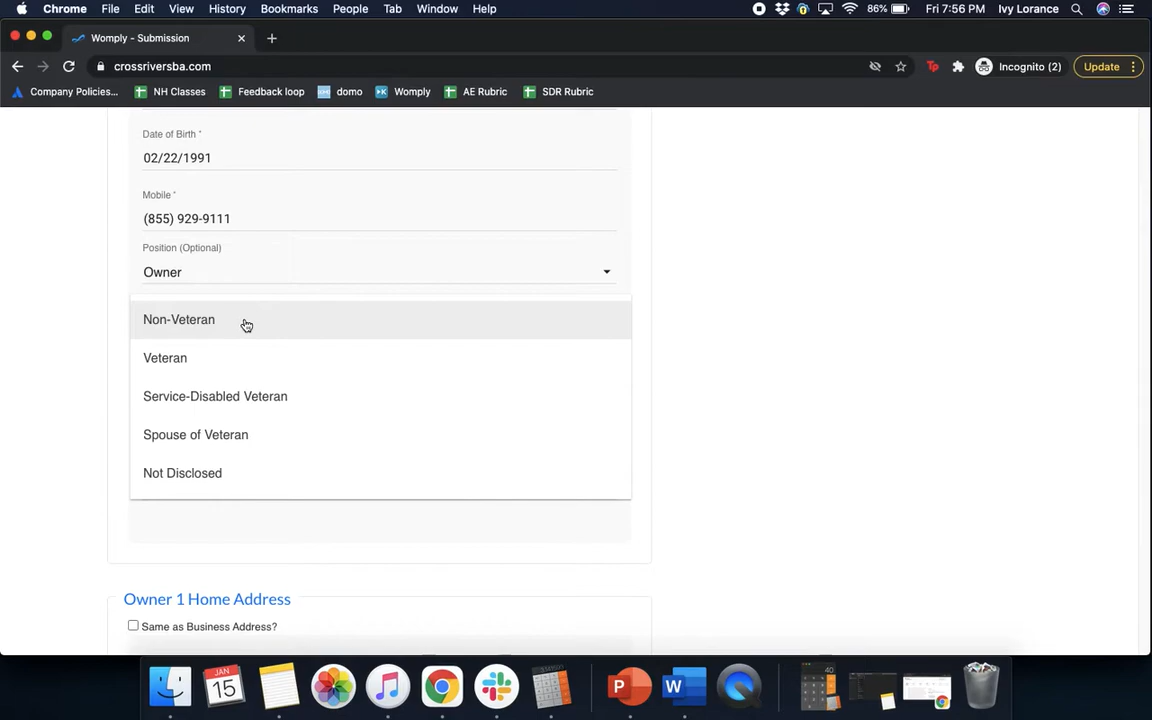 Chrome File Edit View History Bookmarks People Tab Window Help 86% Fri 7:56 PM Ivy Lorance
Womply - Submission
crossriversba.com Tp Incognito (2) Update
Company Policies... NH Classes Feedback loop domo Womply AE Rubric SDR Rubric
Date of Birth *
02/22/1991
Mobile *
(855) 929-9111
Position (Optional)
Owner
Non-Veteran
Veteran
Service-Disabled Veteran
Spouse of Veteran
Not Disclosed
Owner 1 Home Address
Same as Business Address?
JAN
15
P W 40